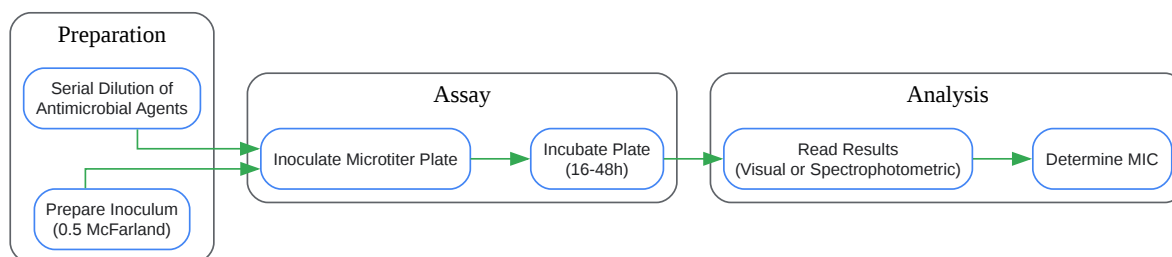 Preparation
Serial Dilution of
Antimicrobial Agents
Prepare Inoculum
(0.5 McFarland)
Assay
Inoculate Microtiter Plate
Incubate Plate
(16-48h)
Analysis
Read Results
(Visual or Spectrophotometric)
Determine MIC